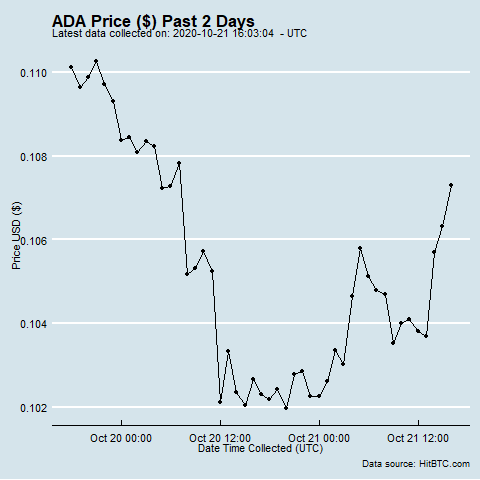 ADA Price ($) Past 2 Days
Latest data collected on: 2020-10-21 16:03:04  - UTC
0.110
0.108
0.106
0.104
0.102
Price USD ($)
Oct 20 00:00 Oct 20 12:00 Oct 21 00:00 Oct 21 12:00
Date Time Collected (UTC)
Data source: HitBTC.com